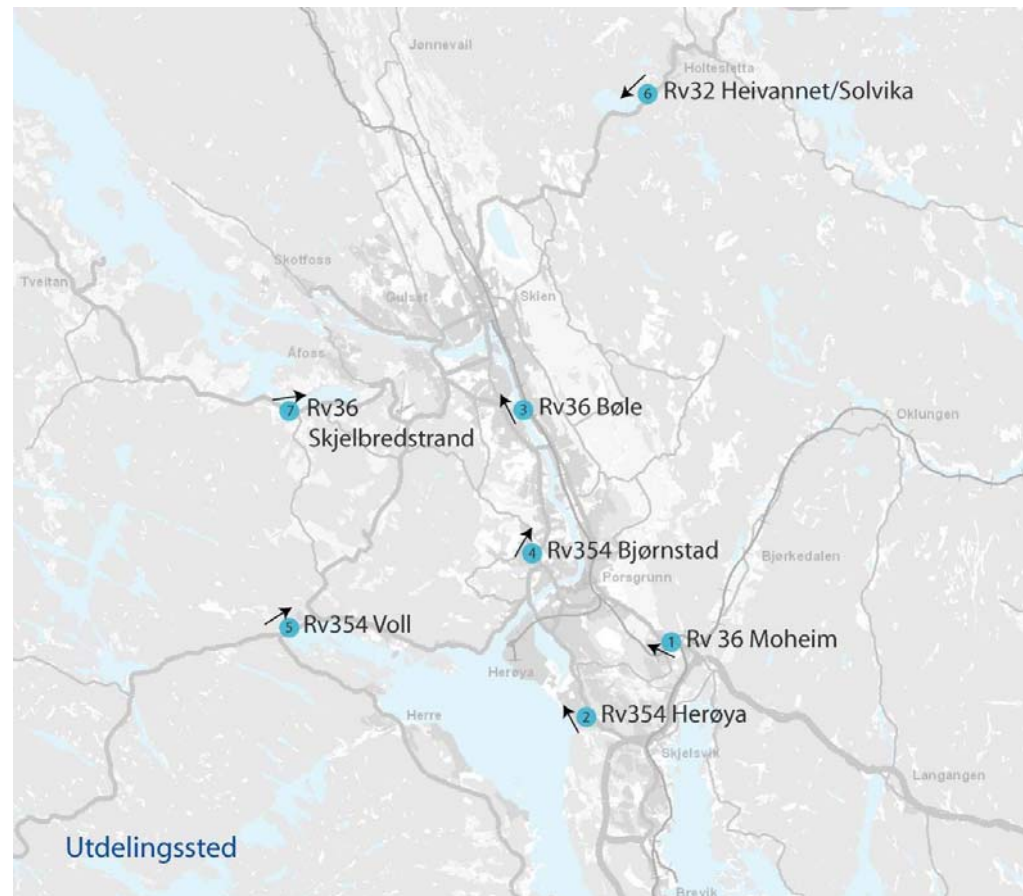 Jønnevall
Holtesletta
6 Rv32 Heivannet/Solvika
Skotfoss
Tveitan
Gulset
Skien
Åfoss
7 Rv36
Skjelbredstrand
3 Rv36 Bøle
Oklungen
4 Rv354 Bjørnstad
Bjørkedalen
Porsgrunn
5 Rv354 Voll
1 Rv 36 Moheim
Herøya
Herre
2 Rv354 Herøya
Skjelsvik
Langangen
Utdelingssted
Brevik